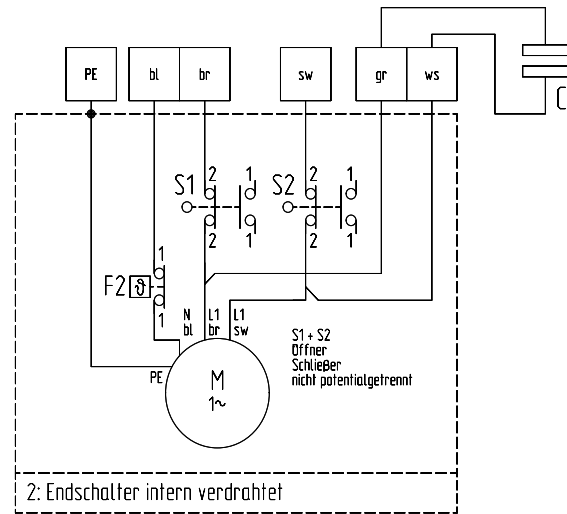 PE bl br sw gr ws
C
2 1 2 1
S1 S2
2 1 2 1
1
F2 ϑ
1
N L1 L1
bl br sw
S1 + S2
Öffner
Schließer
nicht potentialgetrennt
PE
M
1~
2: Endschalter intern verdrahtet